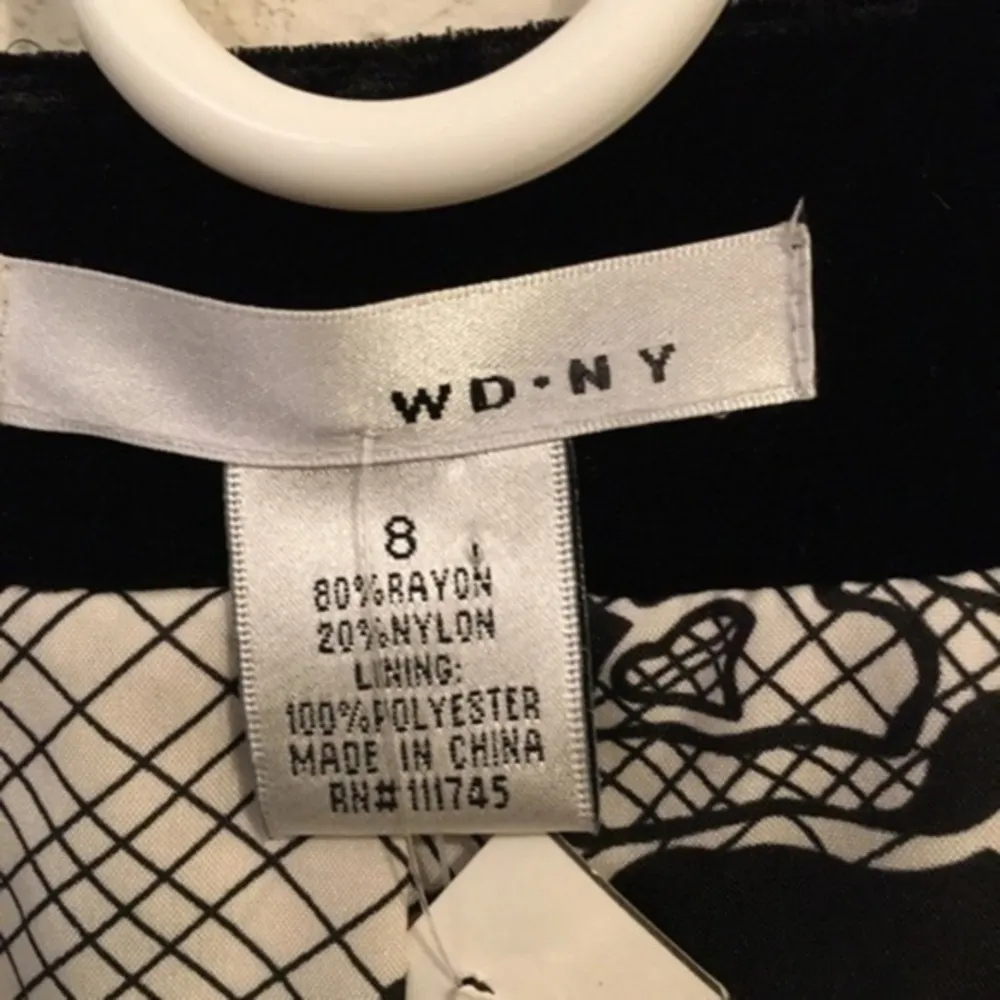 WD·NY
8
80%RAYON
20%NYLON
LINING:
100%POLYESTER
MADE IN CHINA
RN#111745